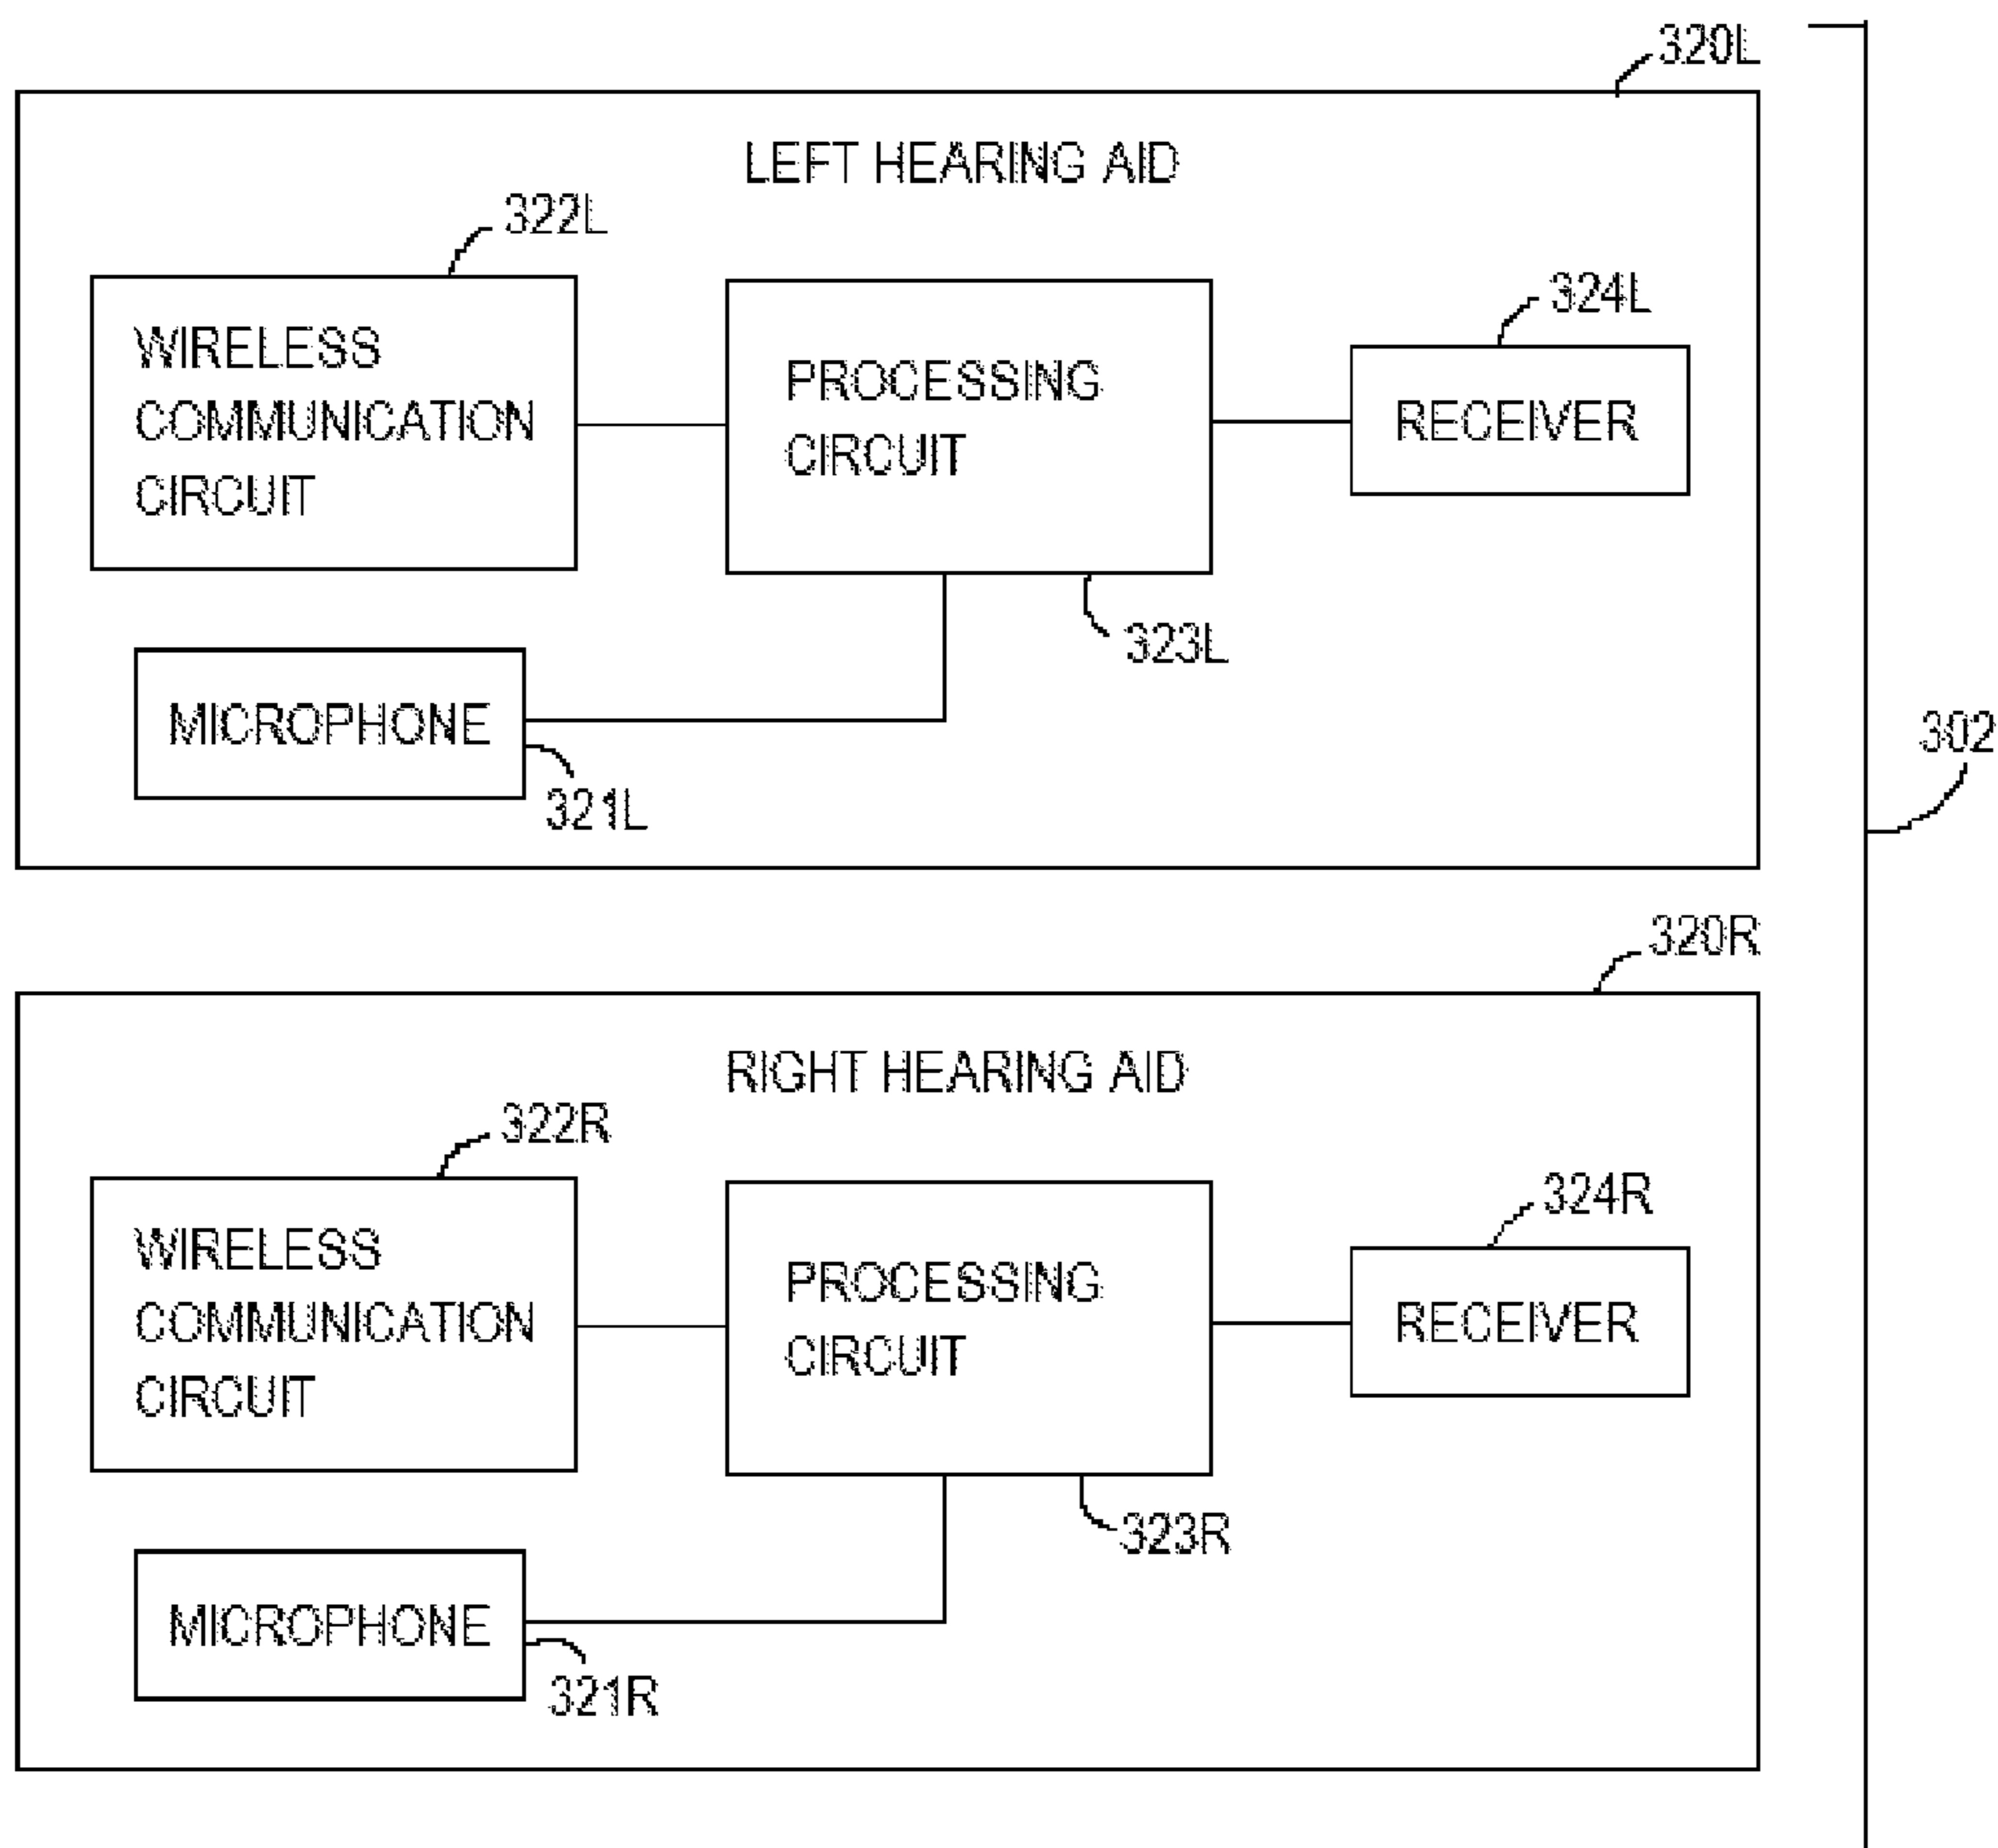 320L
LEFT HEARING AID
322L
WIRELESS
COMMUNICATION
CIRCUIT
PROCESSING
CIRCUIT
324L
RECEIVER
323L
MICROPHONE
321L
302
320R
RIGHT HEARING AID
322R
WIRELESS
COMMUNICATION
CIRCUIT
PROCESSING
CIRCUIT
324R
RECEIVER
323R
MICROPHONE
321R